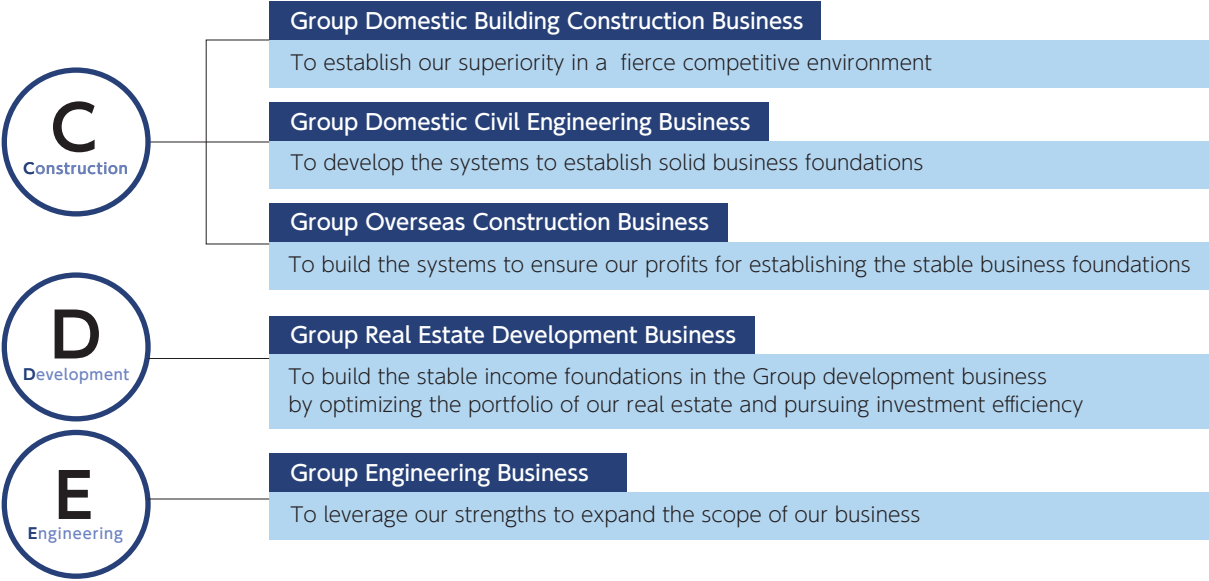 C
Construction
Group Domestic Building Construction Business
To establish our superiority in a fierce competitive environment
Group Domestic Civil Engineering Business
To develop the systems to establish solid business foundations
Group Overseas Construction Business
To build the systems to ensure our profits for establishing the stable business foundations
D
Development
Group Real Estate Development Business
To build the stable income foundations in the Group development business
by optimizing the portfolio of our real estate and pursuing investment efficiency
E
Engineering
Group Engineering Business
To leverage our strengths to expand the scope of our business